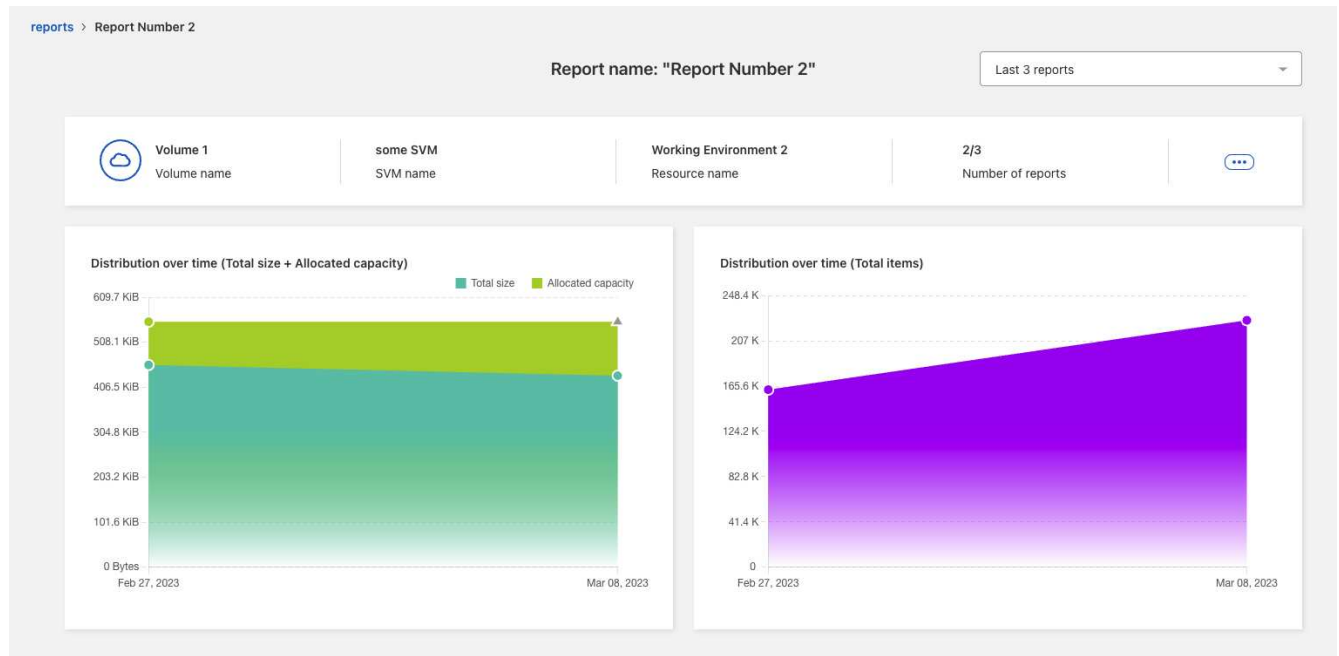 reports > Report Number 2
Report name: "Report Number 2"
Last 3 reports
Volume 1
Volume name
some SVM
SVM name
Working Environment 2
Resource name
2/3
Number of reports
Distribution over time (Total size + Allocated capacity)
Total size Allocated capacity
609.7 KiB
508.1 KiB
406.5 KiB
304.8 KiB
203.2 KiB
101.6 KiB
0 Bytes
Feb 27, 2023 Mar 08, 2023
Distribution over time (Total items)
248.4 K
207 K
165.6 K
124.2 K
82.8 K
41.4 K
0
Feb 27, 2023 Mar 08, 2023